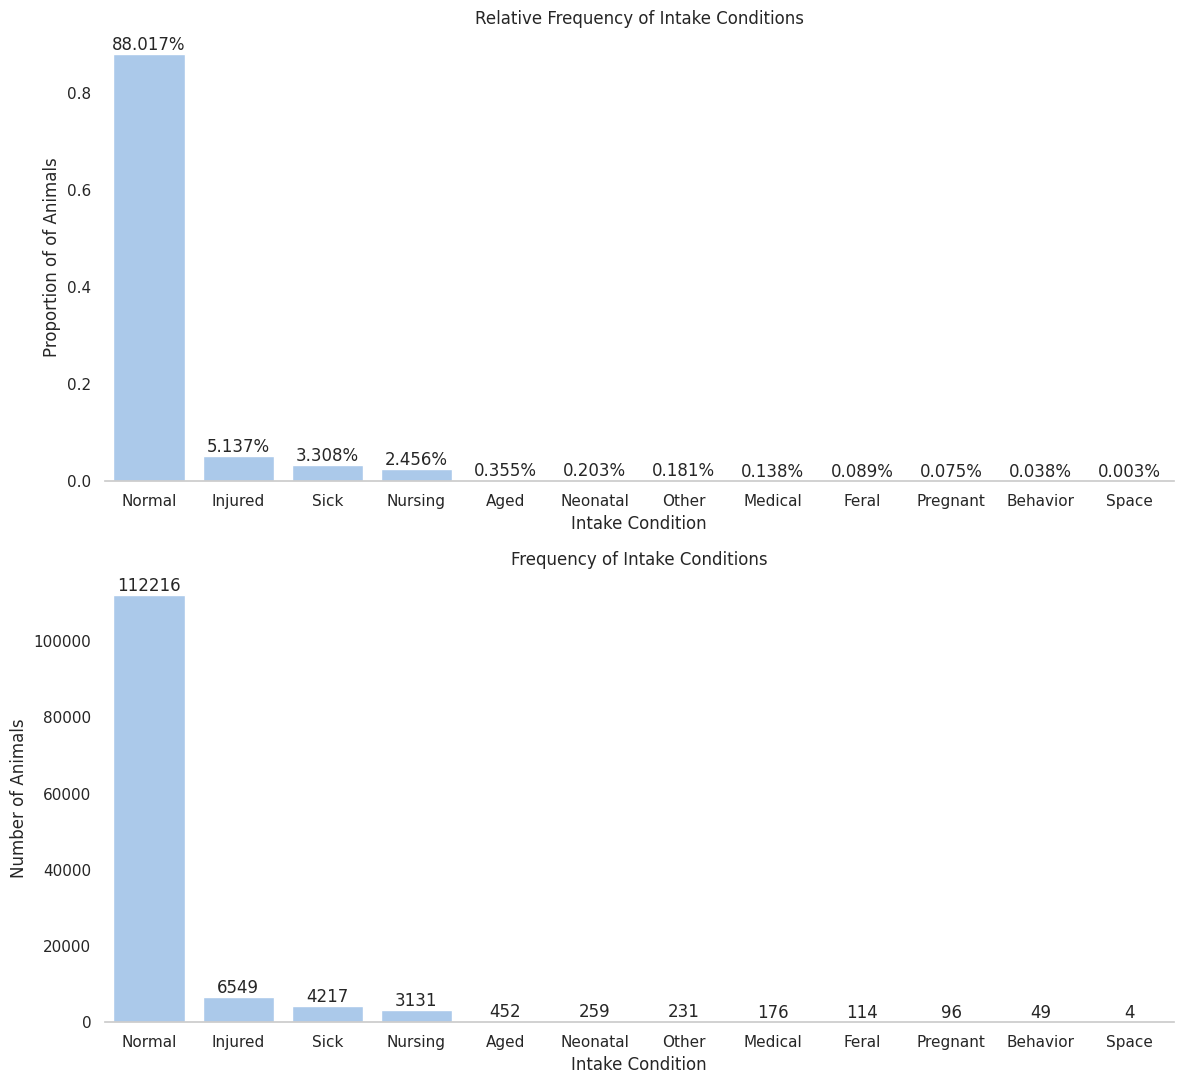 Relative Frequency of Intake Conditions
88.017%
0.8
0.6
0.4
0.2
0.0
Proportion of of Animals
5.137% 3.308% 2.456% 0.355% 0.203% 0.181% 0.138% 0.089% 0.075% 0.038% 0.003%
Normal Injured Sick Nursing Aged Neonatal Other Medical Feral Pregnant Behavior Space
Intake Condition
Frequency of Intake Conditions
112216
100000
80000
60000
40000
20000
0
Number of Animals
6549 4217 3131 452 259 231 176 114 96 49 4
Normal Injured Sick Nursing Aged Neonatal Other Medical Feral Pregnant Behavior Space
Intake Condition